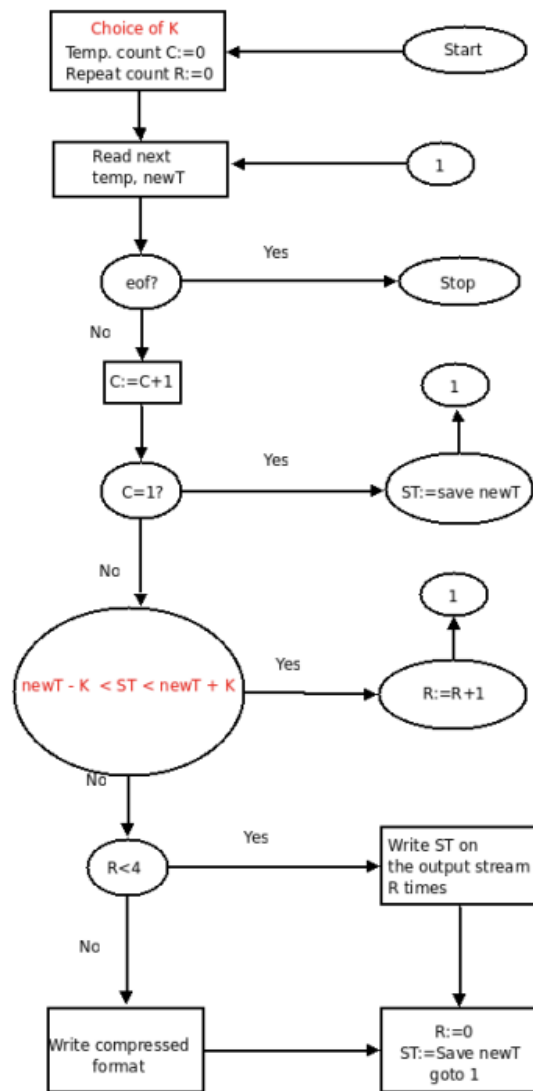 Choice of K
Temp. count C:=0
Repeat count R:=0
Start
Read next
temp, newT
1
eof?
Yes
Stop
No
C:=C+1
1
C=1?
Yes
ST:=save newT
No
1
newT - K < ST < newT + K
Yes
R:=R+1
No
R<4
Yes
Write ST on
the output stream
R times
No
Write compressed
format
R:=0
ST:=Save newT
goto 1